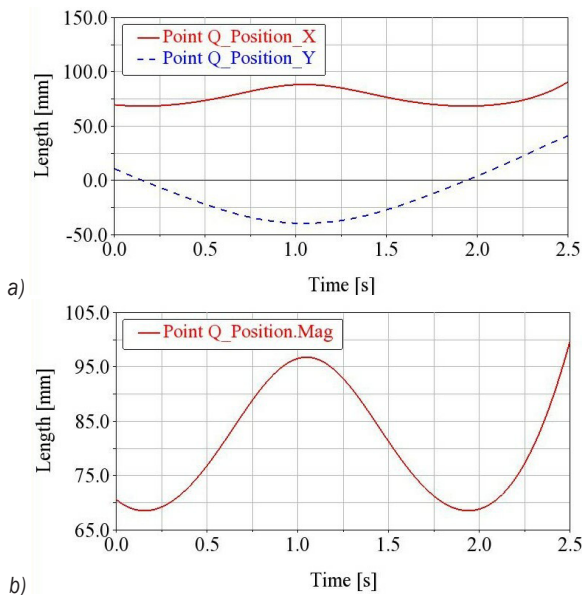 150.0
Point Q_Position_X
Point Q_Position_Y
100.0
50.0
0.0
-50.0
Length [mm]
0.0 0.5 1.0 1.5 2.0 2.5
Time [s]
a)
105.0
Point Q_Position.Mag
95.0
85.0
75.0
65.0
Length [mm]
0.0 0.5 1.0 1.5 2.0 2.5
Time [s]
b)